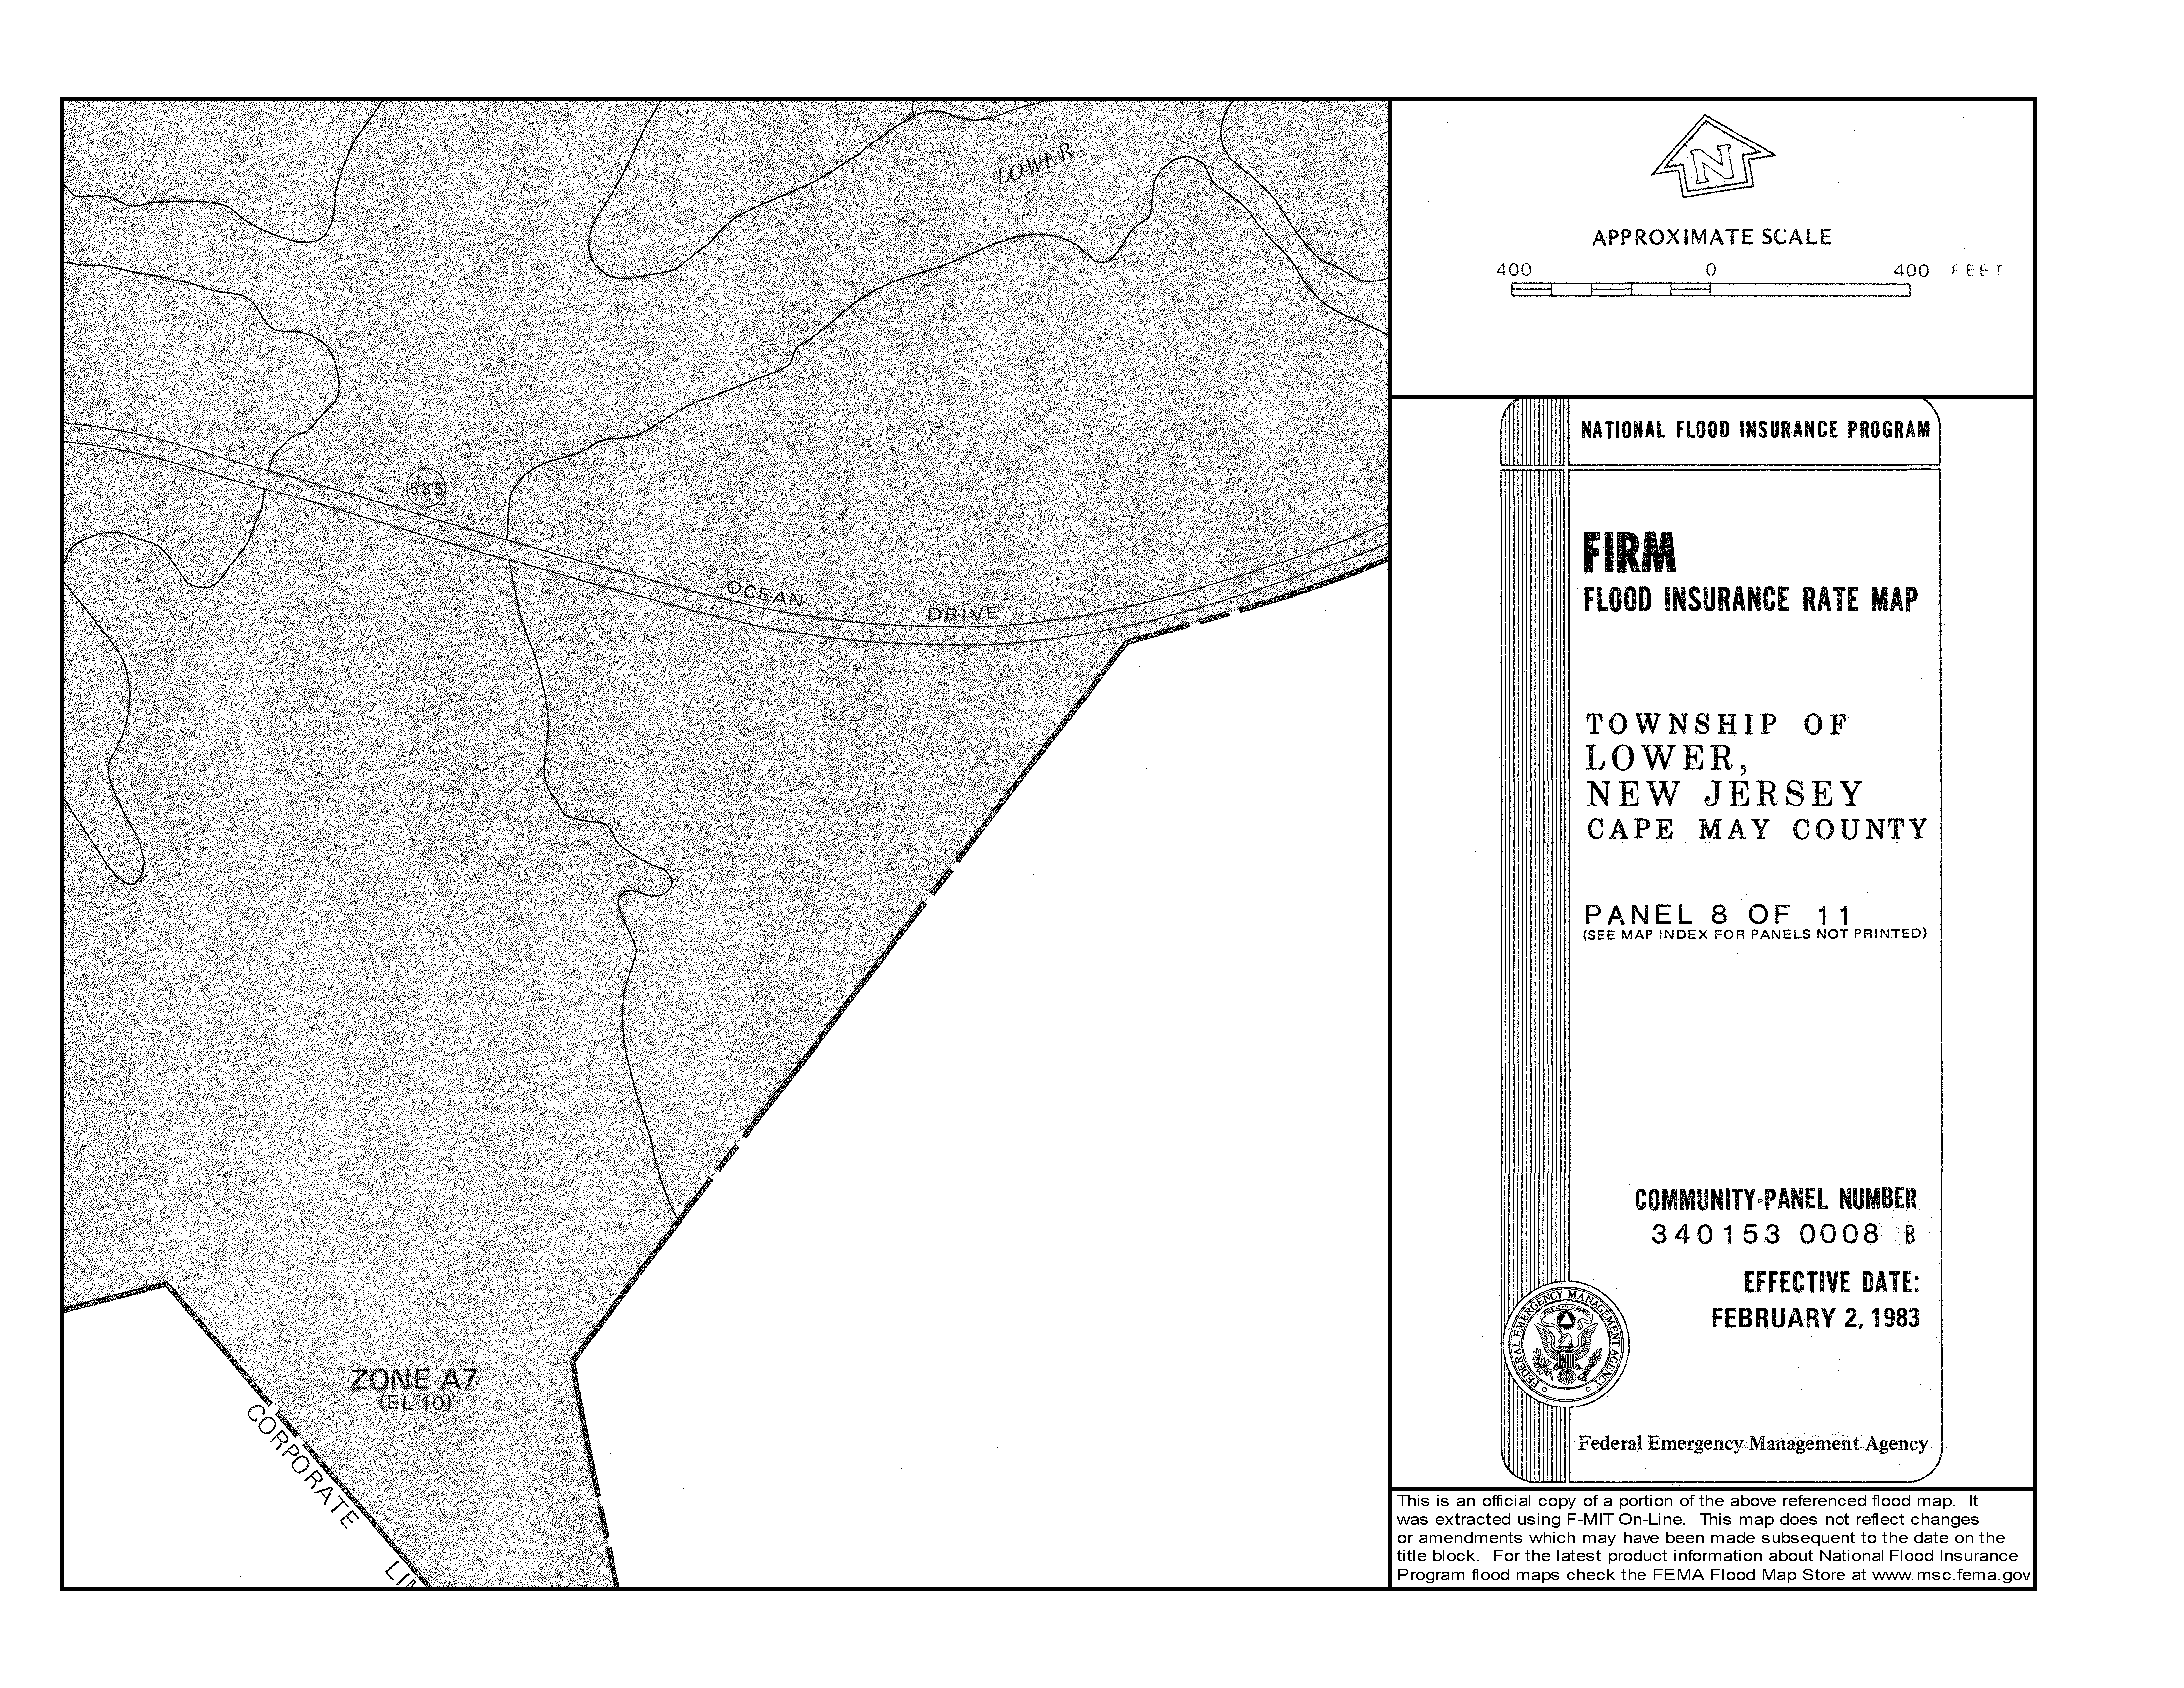 LOWER
585
OCEAN DRIVE
ZONE A7
(EL 10)
CORPORATE
N
APPROXIMATE SCALE
400 0 400 FEET
NATIONAL FLOOD INSURANCE PROGRAM
FIRM
FLOOD INSURANCE RATE MAP
TOWNSHIP OF
LOWER,
NEW JERSEY
CAPE MAY COUNTY
PANEL 8 OF 11
(SEE MAP INDEX FOR PANELS NOT PRINTED)
COMMUNITY-PANEL NUMBER
340153 0008 B
EFFECTIVE DATE:
FEBRUARY 2, 1983
FEDERAL EMERGENCY MANAGEMENT AGENCY
Federal Emergency Management Agency
This is an official copy of a portion of the above referenced flood map. It
was extracted using F-MIT On-Line. This map does not reflect changes
or amendments which may have been made subsequent to the date on the
title block. For the latest product information about National Flood Insurance
Program flood maps check the FEMA Flood Map Store at www.msc.fema.gov